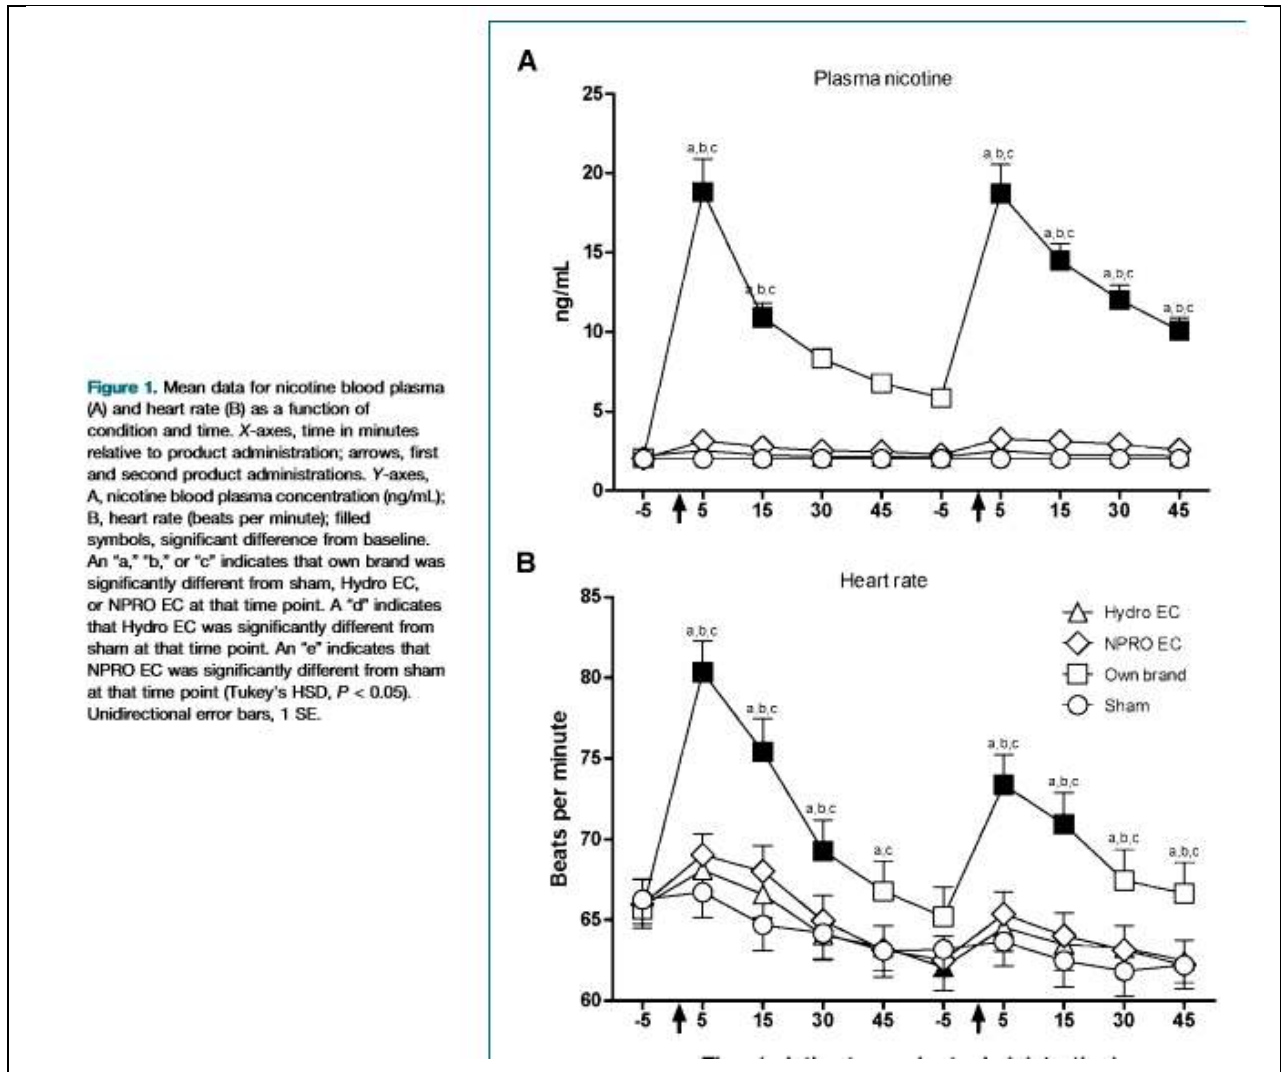 Figure 1. Mean data for nicotine blood plasma
(A) and heart rate (B) as a function of
condition and time. X-axes, time in minutes
relative to product administration; arrows, first
and second product administrations. Y-axes,
A, nicotine blood plasma concentration (ng/mL);
B, heart rate (beats per minute); filled
symbols, significant difference from baseline.
An "a," "b," or "c" indicates that own brand was
significantly different from sham, Hydro EC,
or NPRO EC at that time point. A "d" indicates
that Hydro EC was significantly different from
sham at that time point. An "e" indicates that
NPRO EC was significantly different from sham
at that time point (Tukey's HSD, P < 0.05).
Unidirectional error bars, 1 SE.
A
Plasma nicotine
25
20
15
10
5
0
ng/mL
a,b,c
a,b,c
a,b,c
a,b,c
a,b,c
a,b,c
-5 5 15 30 45 -5 5 15 30 45
B
Heart rate
85
80
75
70
65
60
Beats per minute
Hydro EC
NPRO EC
Own brand
Sham
a,b,c
a,b,c
a,b,c
a,c
a,b,c
a,b,c
a,b,c
a,b,c
-5 5 15 30 45 -5 5 15 30 45